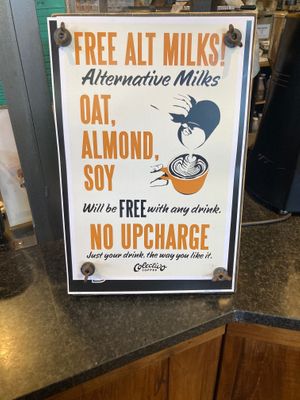 FREE ALT MILKS!
Alternative Milks
OAT,
ALMOND,
SOY
Will be FREE with any drink.
NO UPCHARGE
Just your drink, the way you like it.
Colectivo
COFFEE